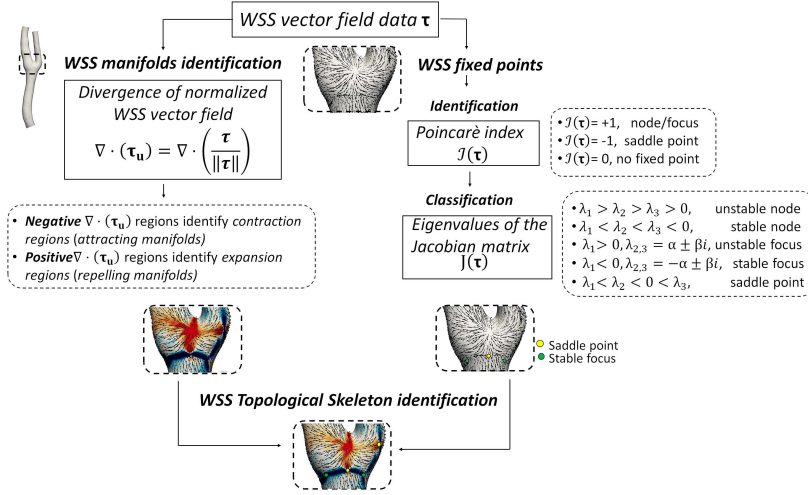 WSS vector field data τ
WSS manifolds identification
Divergence of normalized
WSS vector field
∇ · (τᵤ) = ∇ · (τ / ‖τ‖)
• Negative ∇ · (τᵤ) regions identify contraction
regions (attracting manifolds)
• Positive∇ · (τᵤ) regions identify expansion
regions (repelling manifolds)
WSS fixed points
Identification
Poincarè index
ℐ(τ)
• ℐ(τ)= +1, node/focus
• ℐ(τ)= -1, saddle point
• ℐ(τ)= 0, no fixed point
Classification
Eigenvalues of the
Jacobian matrix
J(τ)
• λ₁ > λ₂ > λ₃ > 0, unstable node
• λ₁ < λ₂ < λ₃ < 0, stable node
• λ₁> 0, λ₂,₃ = α ± βi, unstable focus
• λ₁< 0, λ₂,₃ = −α ± βi, stable focus
• λ₁< λ₂ < 0 < λ₃, saddle point
Saddle point
Stable focus
WSS Topological Skeleton identification